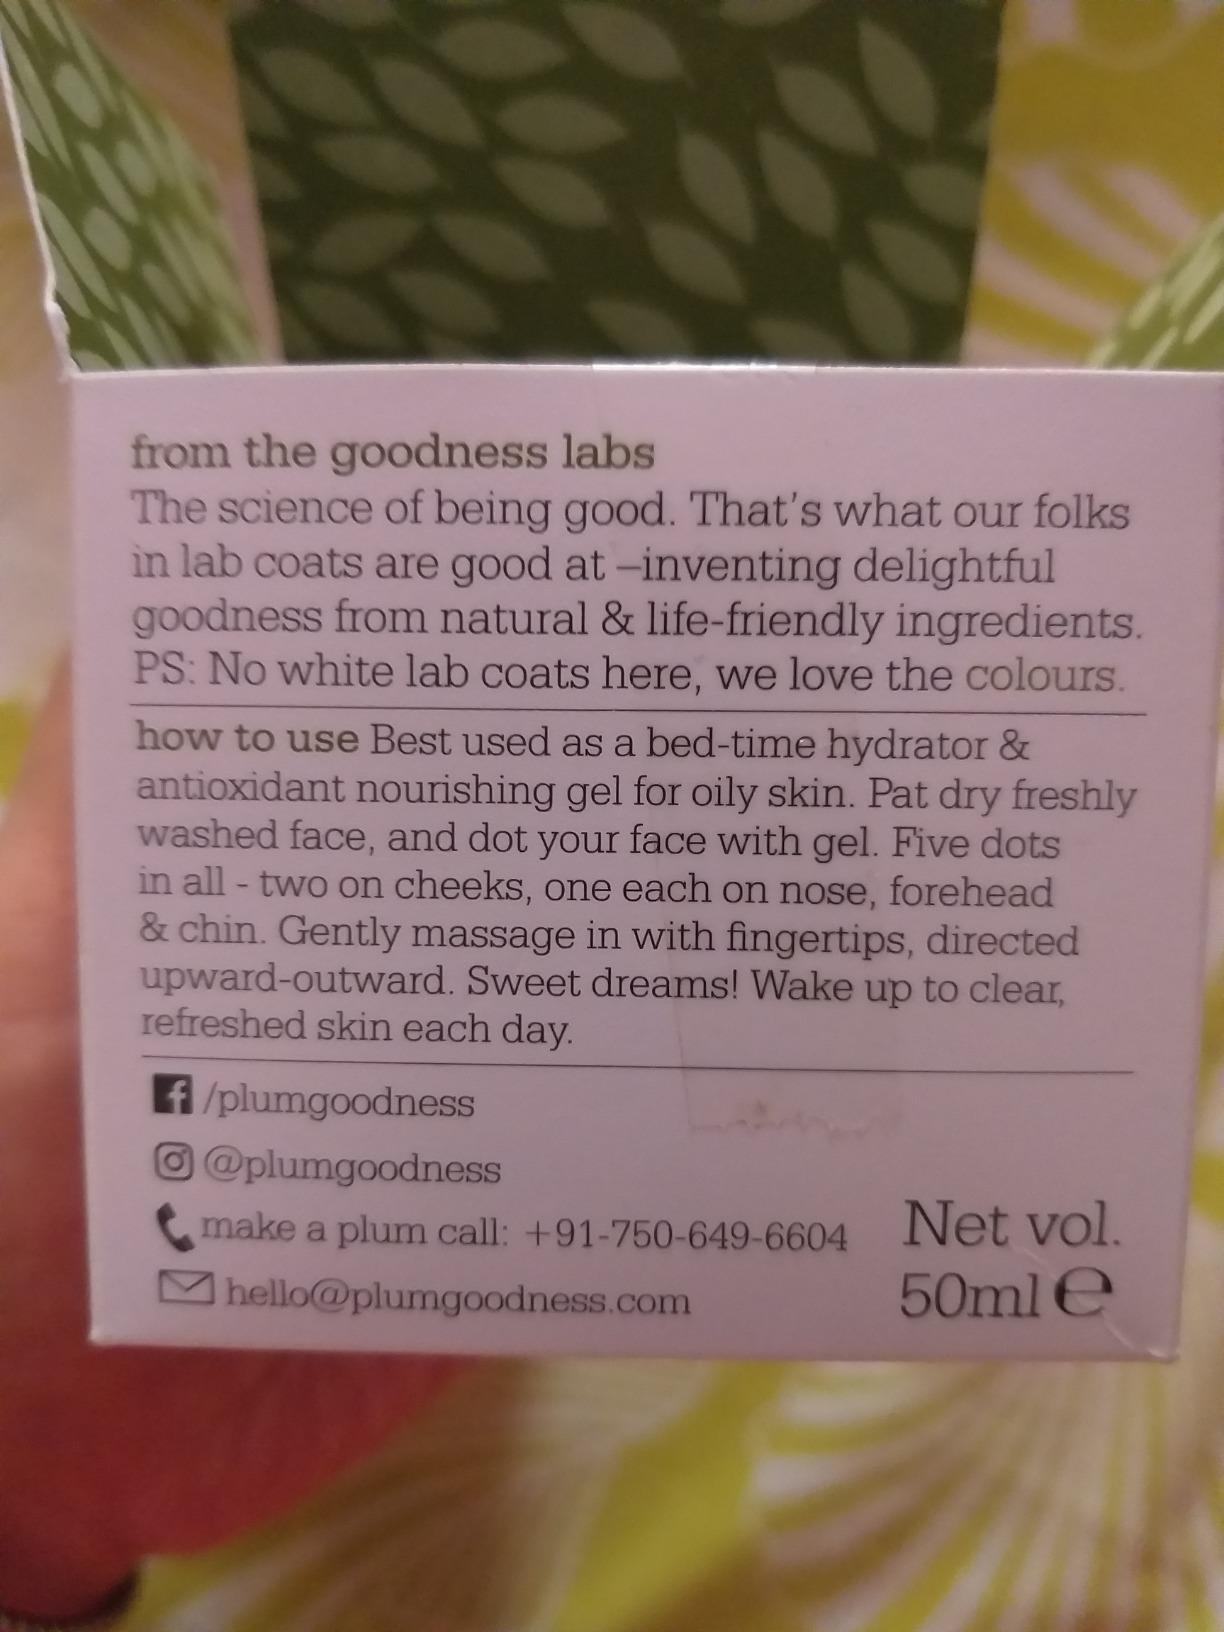 from the goodness labs
The science of being good. That's what our folks
in lab coats are good at –inventing delightful
goodness from natural & life-friendly ingredients.
PS: No white lab coats here, we love the colours.
how to use Best used as a bed-time hydrator &
antioxidant nourishing gel for oily skin. Pat dry freshly
washed face, and dot your face with gel. Five dots
in all - two on cheeks, one each on nose, forehead
& chin. Gently massage in with fingertips, directed
upward-outward. Sweet dreams! Wake up to clear,
refreshed skin each day.
/plumgoodness
@plumgoodness
make a plum call: +91-750-649-6604
hello@plumgoodness.com
Net vol.
50ml e